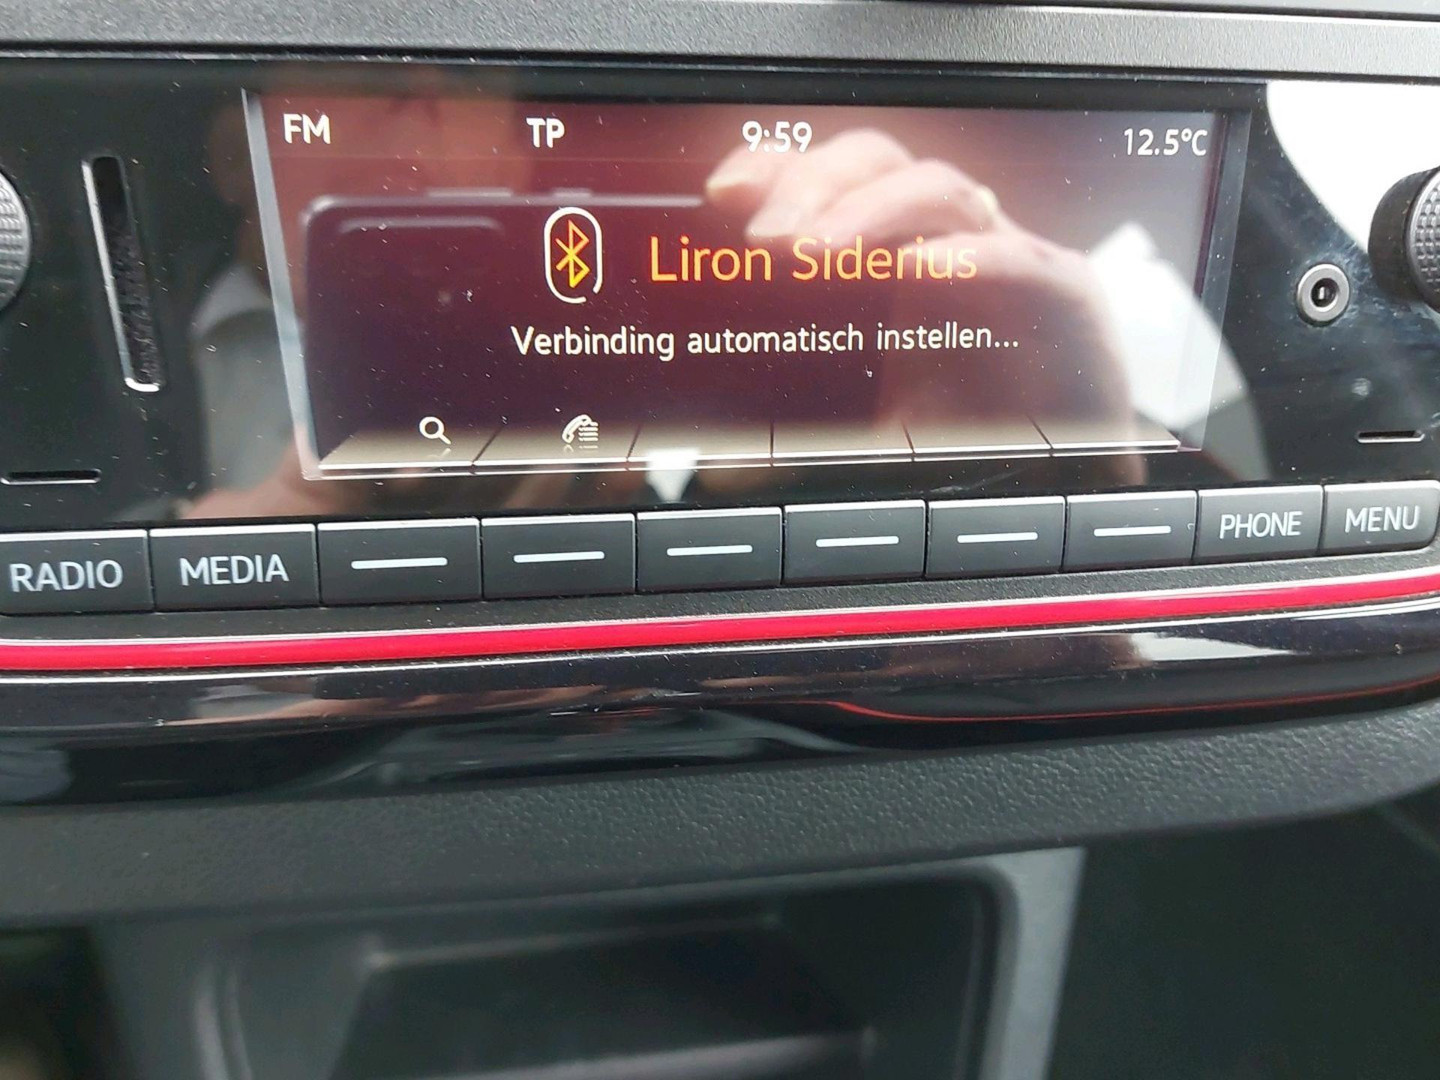 FM TP 9:59 12.5°C
Liron Siderius
Verbinding automatisch instellen...
RADIO MEDIA PHONE MENU